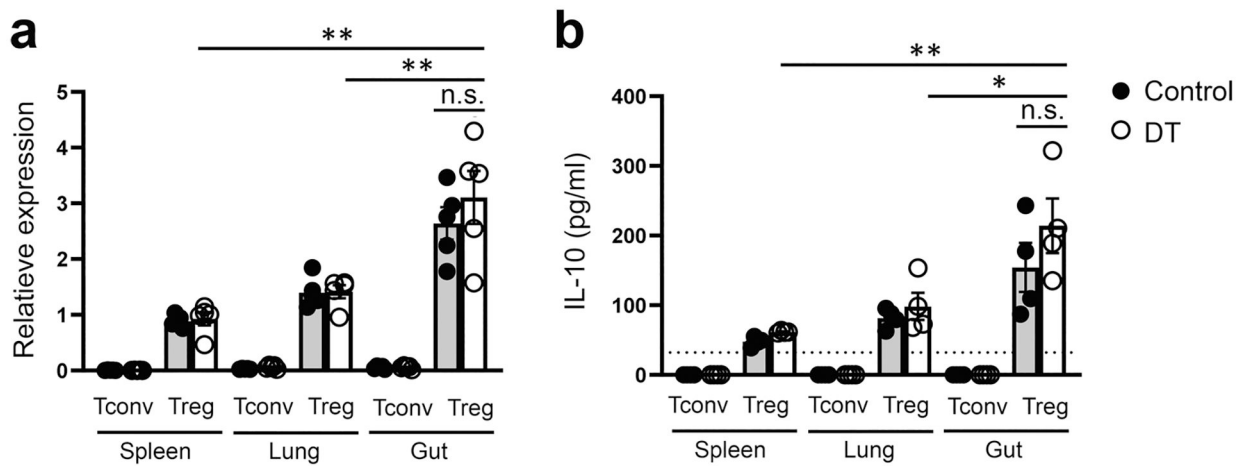 a
**
**
n.s.
5
4
3
2
1
0
Relatieve expression
Tconv Treg Tconv Treg Tconv Treg
Spleen Lung Gut
b
**
*
n.s.
400
300
200
100
0
IL-10 (pg/ml)
Tconv Treg Tconv Treg Tconv Treg
Spleen Lung Gut
Control
DT